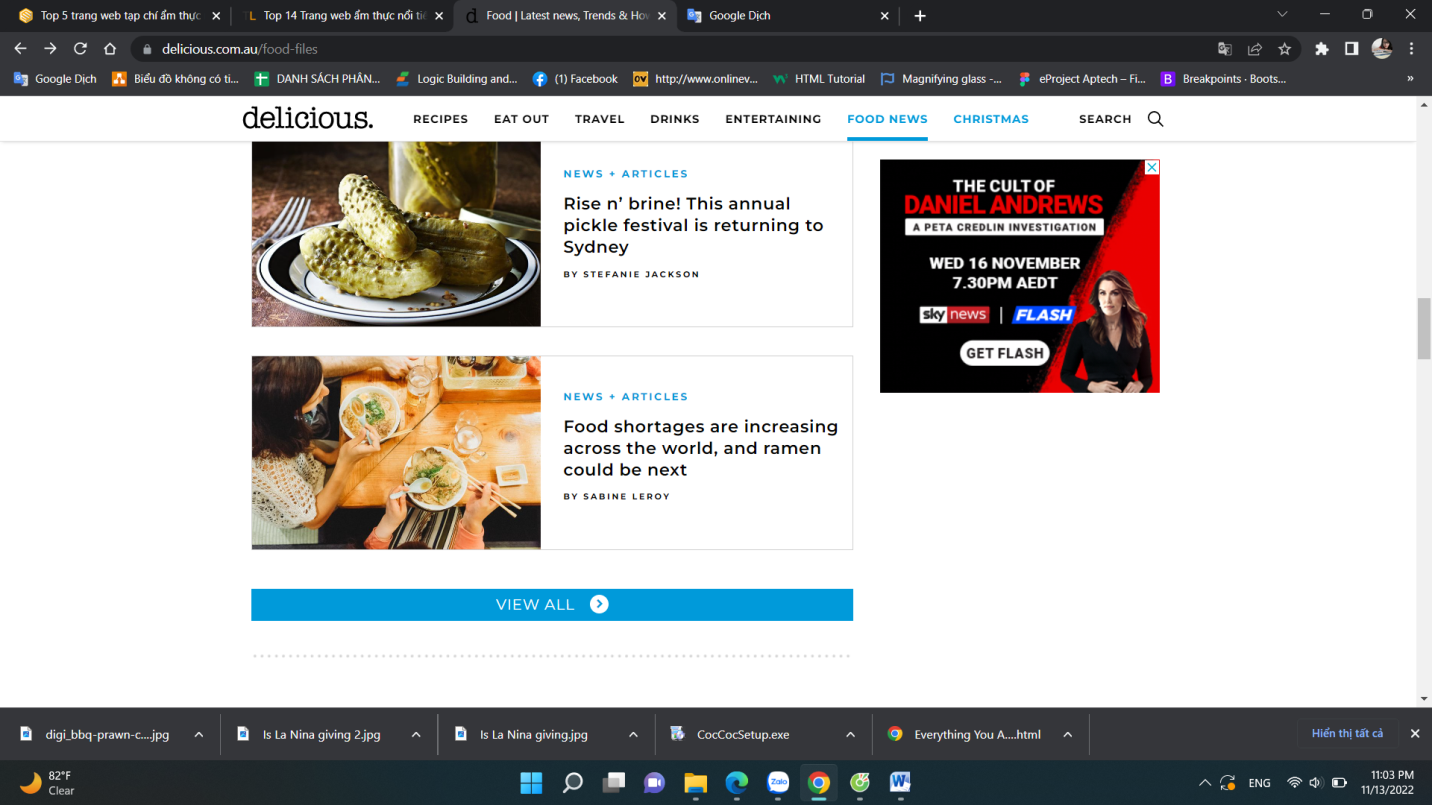 Top 5 trang web tạp chí ẩm thực
Top 14 Trang web ẩm thực nổi tiế
d Food | Latest news, Trends & How
Google Dịch
delicious.com.au/food-files
Google Dịch
Biểu đồ không có ti...
DANH SÁCH PHÂN...
Logic Building and...
(1) Facebook
http://www.onlinev...
HTML Tutorial
Magnifying glass -...
eProject Aptech – Fi...
Breakpoints · Boots...
»
delicious.
RECIPES
EAT OUT
TRAVEL
DRINKS
ENTERTAINING
FOOD NEWS
CHRISTMAS
SEARCH
NEWS + ARTICLES
Rise n’ brine! This annual
pickle festival is returning to
Sydney
BY STEFANIE JACKSON
THE CULT OF
DANIEL ANDREWS
A PETA CREDLIN INVESTIGATION
WED 16 NOVEMBER
7.30PM AEDT
sky news | FLASH
GET FLASH
NEWS + ARTICLES
Food shortages are increasing
across the world, and ramen
could be next
BY SABINE LEROY
VIEW ALL
digi_bbq-prawn-c....jpg
Is La Nina giving 2.jpg
Is La Nina giving.jpg
CocCocSetup.exe
Everything You A....html
Hiển thị tất cả
82°F
Clear
Zalo
ENG
11:03 PM
11/13/2022